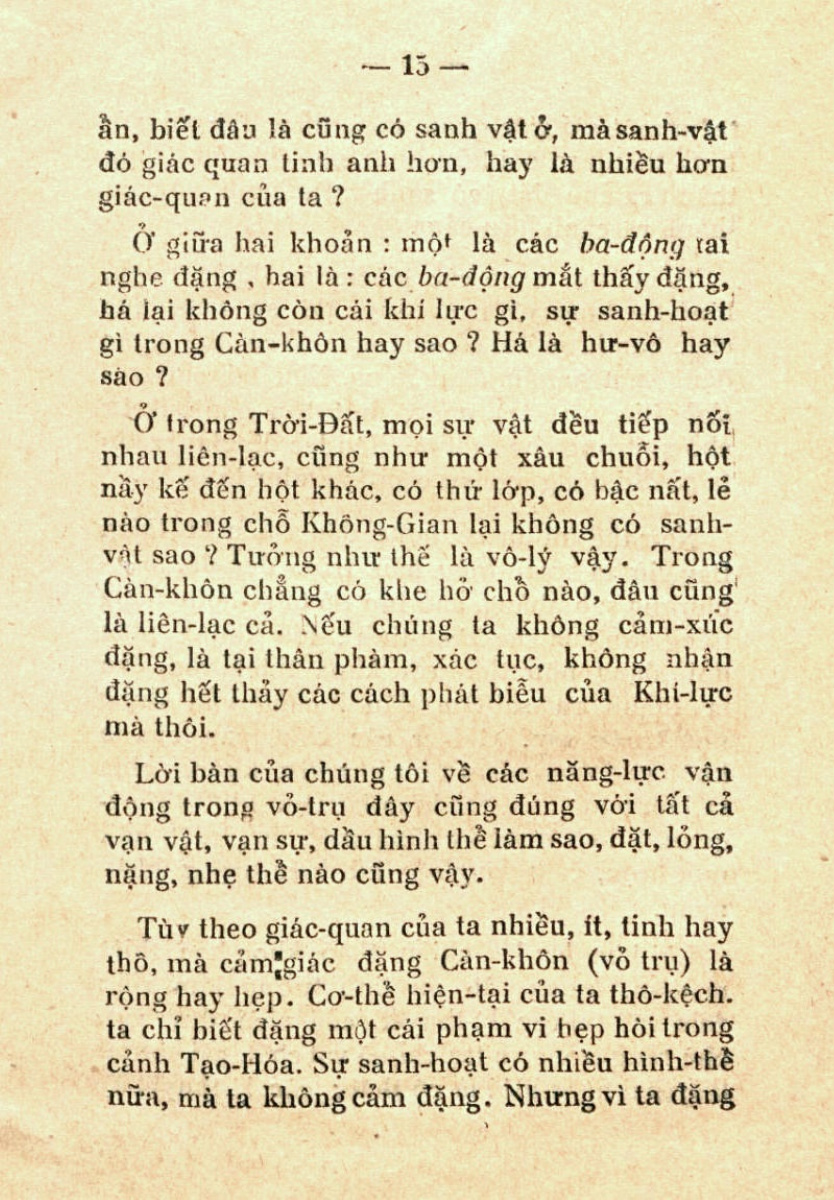 — 15 —
ẩn, biết đâu là cũng có sanh vật ở, mà sanh-vật
đó giác quan tinh anh hơn, hay là nhiều hơn
giác-quan của ta ?
Ở giữa hai khoản : một là các ba-động tai
nghe đặng , hai là : các ba-động mắt thấy đặng,
há lại không còn cái khí lực gì, sự sanh-hoạt
gì trong Càn-khôn hay sao ? Há là hư-vô hay
sao ?
Ở trong Trời-Đất, mọi sự vật đều tiếp nối
nhau liên-lạc, cũng như một xâu chuỗi, hột
nầy kế đến hột khác, có thứ lớp, có bậc nất, lẻ
nào trong chỗ Không-Gian lại không có sanh-
vật sao ? Tưởng như thế là vô-lý vậy. Trong
Càn-khôn chẳng có khe hở chỗ nào, đâu cũng
là liên-lạc cả. Nếu chúng ta không cảm-xúc
đặng, là tại thân phàm, xác tục, không nhận
đặng hết thảy các cách phát biểu của Khí-lực
mà thôi.
Lời bàn của chúng tôi về các năng-lực vận
động trong vỏ-trụ đây cũng đúng với tất cả
vạn vật, vạn sự, dầu hình thể làm sao, đặt, lỏng,
nặng, nhẹ thể nào cũng vậy.
Tùy theo giác-quan của ta nhiều, ít, tinh hay
thô, mà cảm giác đặng Càn-khôn (vỏ trụ) là
rộng hay hẹp. Cơ-thể hiện-tại của ta thô-kệch.
ta chỉ biết đặng một cái phạm vi hẹp hòi trong
cảnh Tạo-Hóa. Sự sanh-hoạt có nhiều hình-thể
nữa, mà ta không cảm đặng. Nhưng vì ta đặng